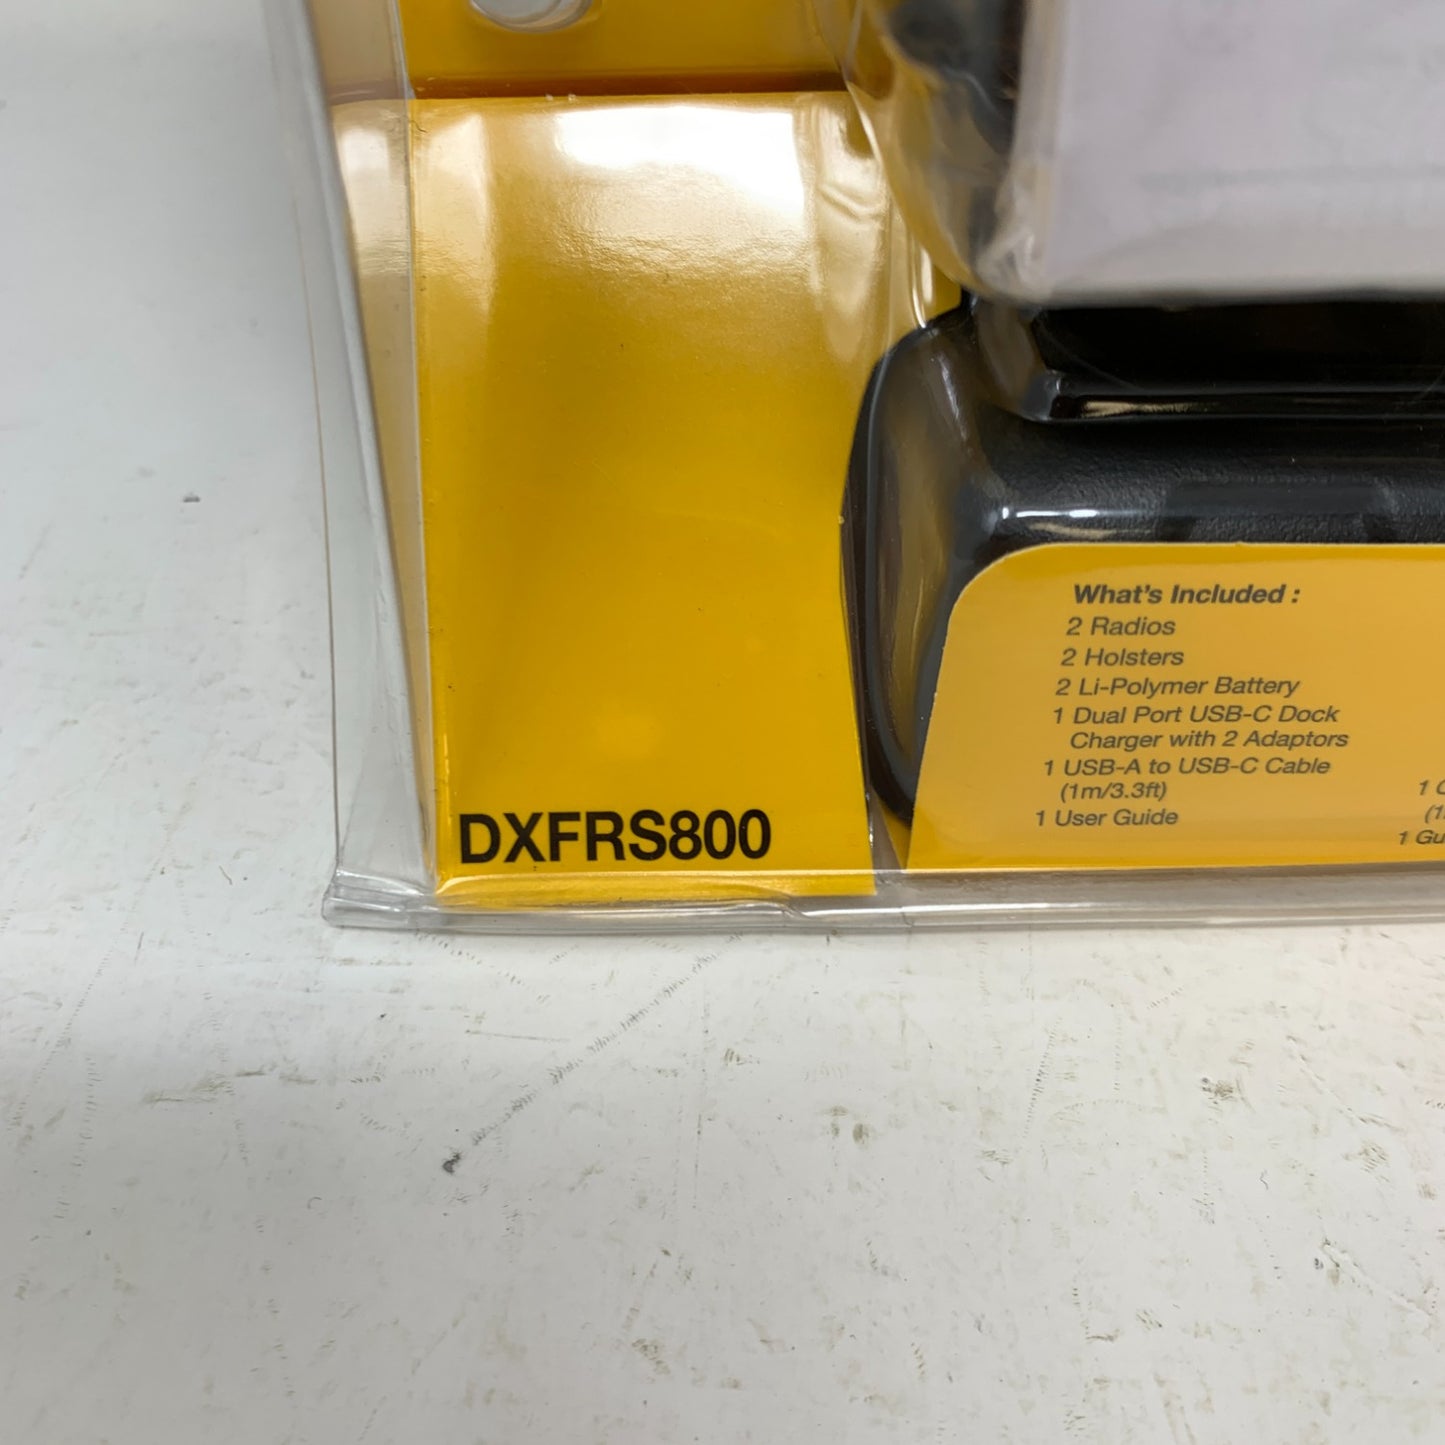 What's Included :
2 Radios
2 Holsters
2 Li-Polymer Battery
1 Dual Port USB-C Dock
Charger with 2 Adaptors
1 USB-A to USB-C Cable
(1m/3.3ft)
1 User Guide
DXFRS800